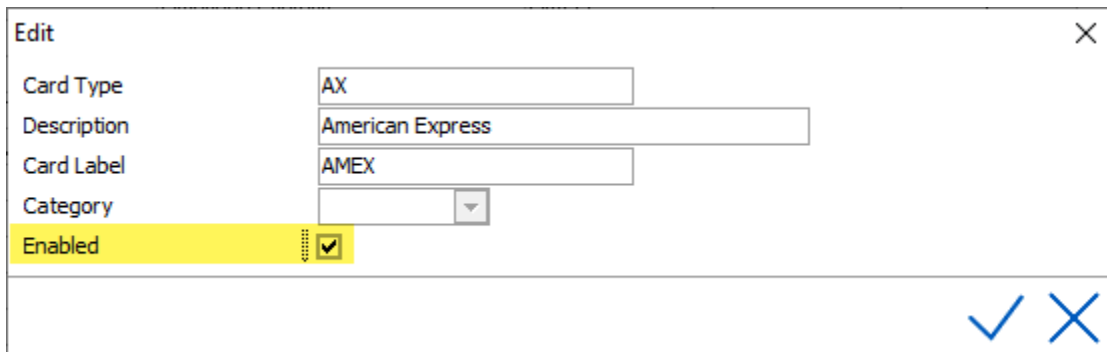 Edit
Card Type AX
Description American Express
Card Label AMEX
Category
Enabled